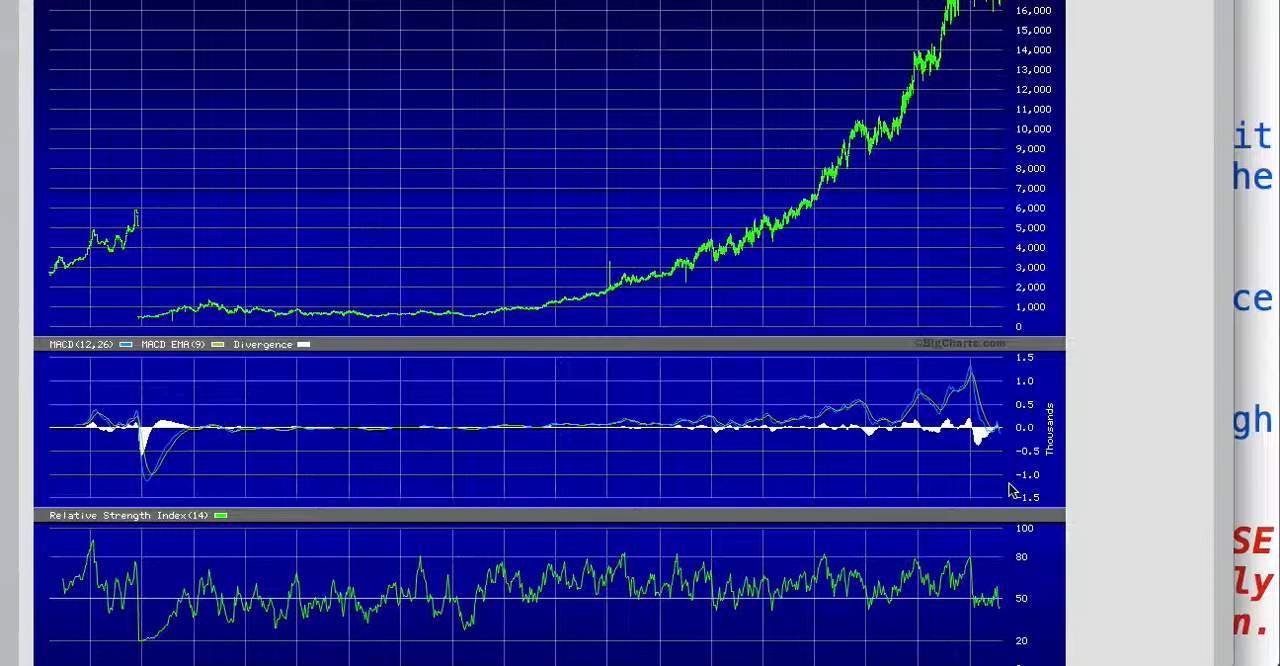 16,000
15,000
14,000
13,000
12,000
11,000
10,000
9,000
8,000
7,000
6,000
5,000
4,000
3,000
2,000
1,000
0
MACD(12,26) MACD EMA(9) Divergence
©BigCharts.com
1.5
1.0
0.5
0.0
-0.5
-1.0
-1.5
Thousands
Relative Strength Index(14)
100
80
50
20
it
he
ce
gh
SE
ly
n.